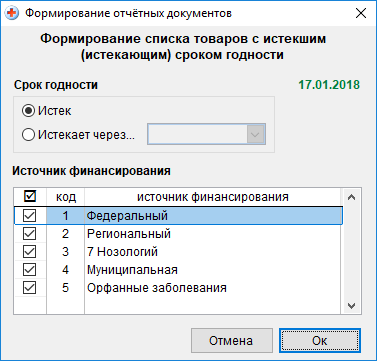 Формирование отчётных документов
Формирование списка товаров с истекшим
(истекающим) сроком годности
Срок годности 17.01.2018
Истек
Истекает через...
Источник финансирования
код источник финансирования
1 Федеральный
2 Региональный
3 7 Нозологий
4 Муниципальная
5 Орфанные заболевания
Отмена Ок